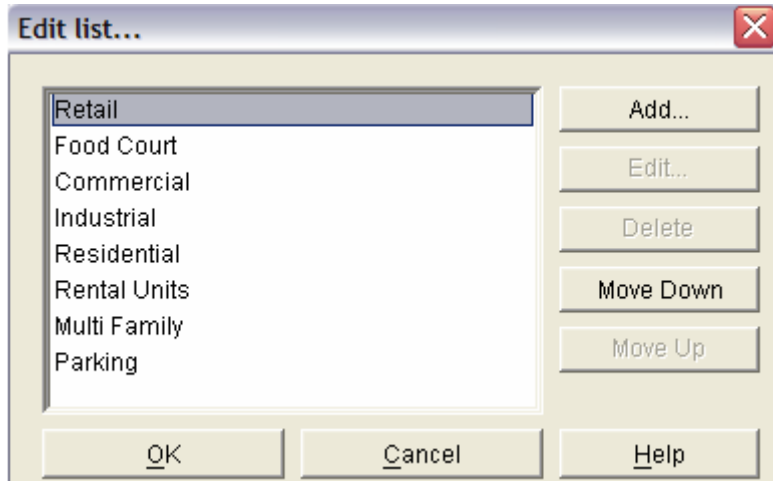 Edit list...
Retail
Food Court
Commercial
Industrial
Residential
Rental Units
Multi Family
Parking
Add...
Edit...
Delete
Move Down
Move Up
OK
Cancel
Help